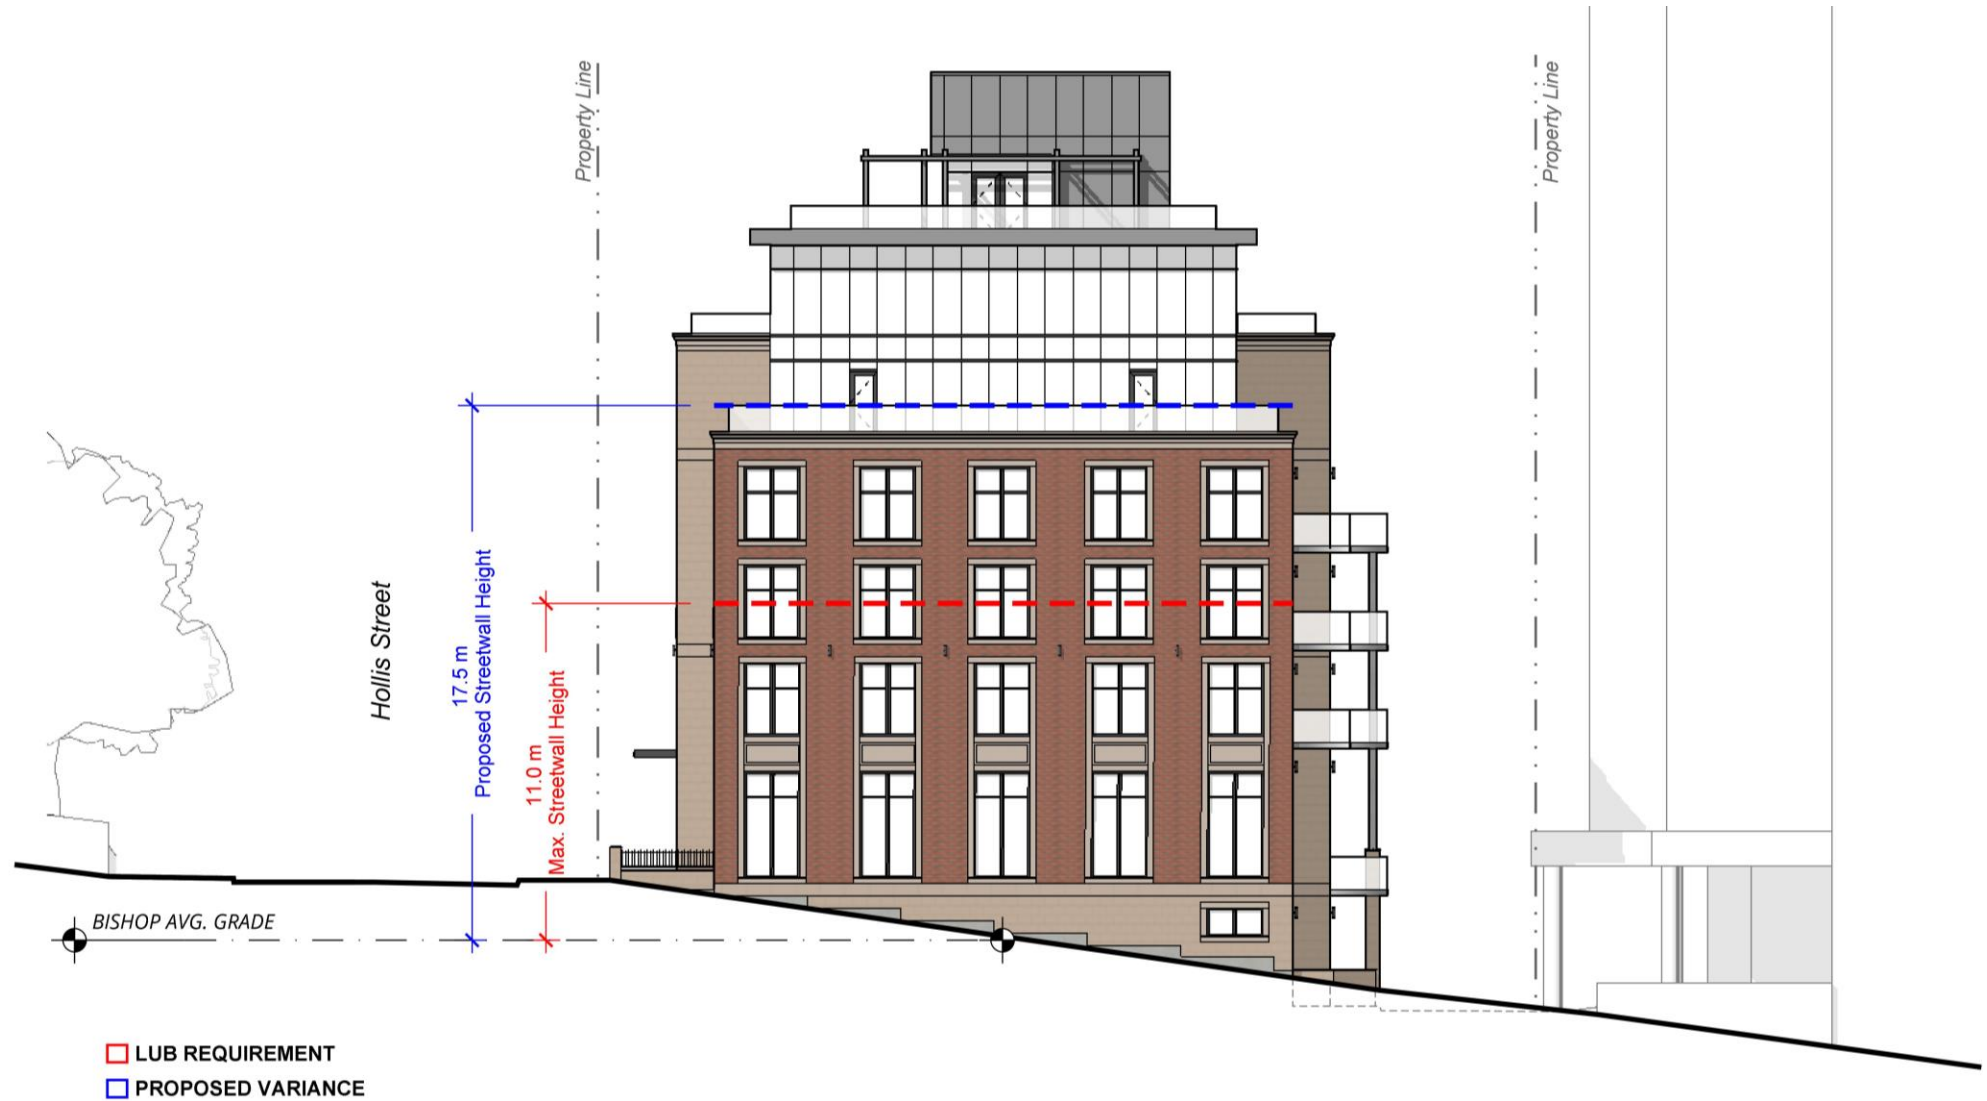 Property Line
Property Line
Hollis Street
17.5 m
Proposed Streetwall Height
11.0 m
Max. Streetwall Height
BISHOP AVG. GRADE
LUB REQUIREMENT
PROPOSED VARIANCE